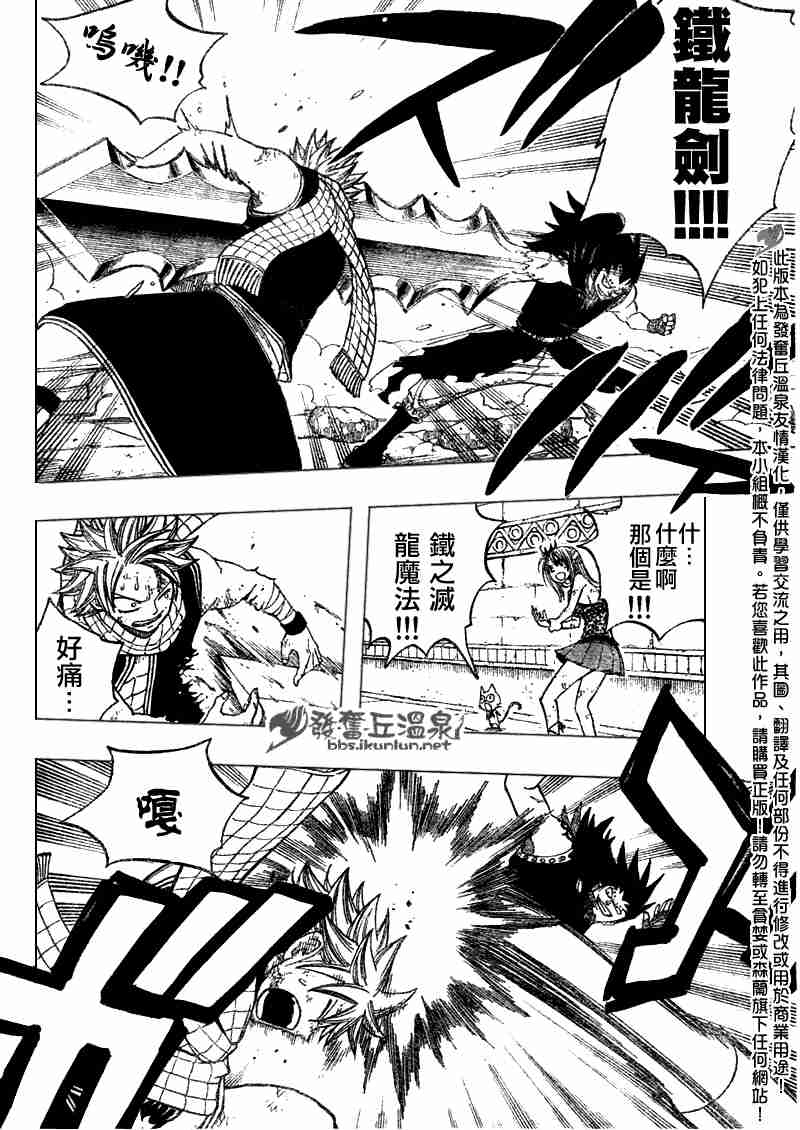 鐵龍劍!!!!
嗚嘰!!
什…
什麼啊
那個是!!!
鐵之滅
龍魔法!!!
好痛…
發奮丘溫泉
bbs.ikunlun.net
嘎
此版本為發奮丘溫泉友情漢化，僅供學習交流之用，其圖、翻譯及任何部份不得進行修改或用於商業用途！
如犯上任何法律問題，本小組概不負責。若您喜歡此作品，請購買正版！請勿轉至貪婪或森蘭旗下任何網站！